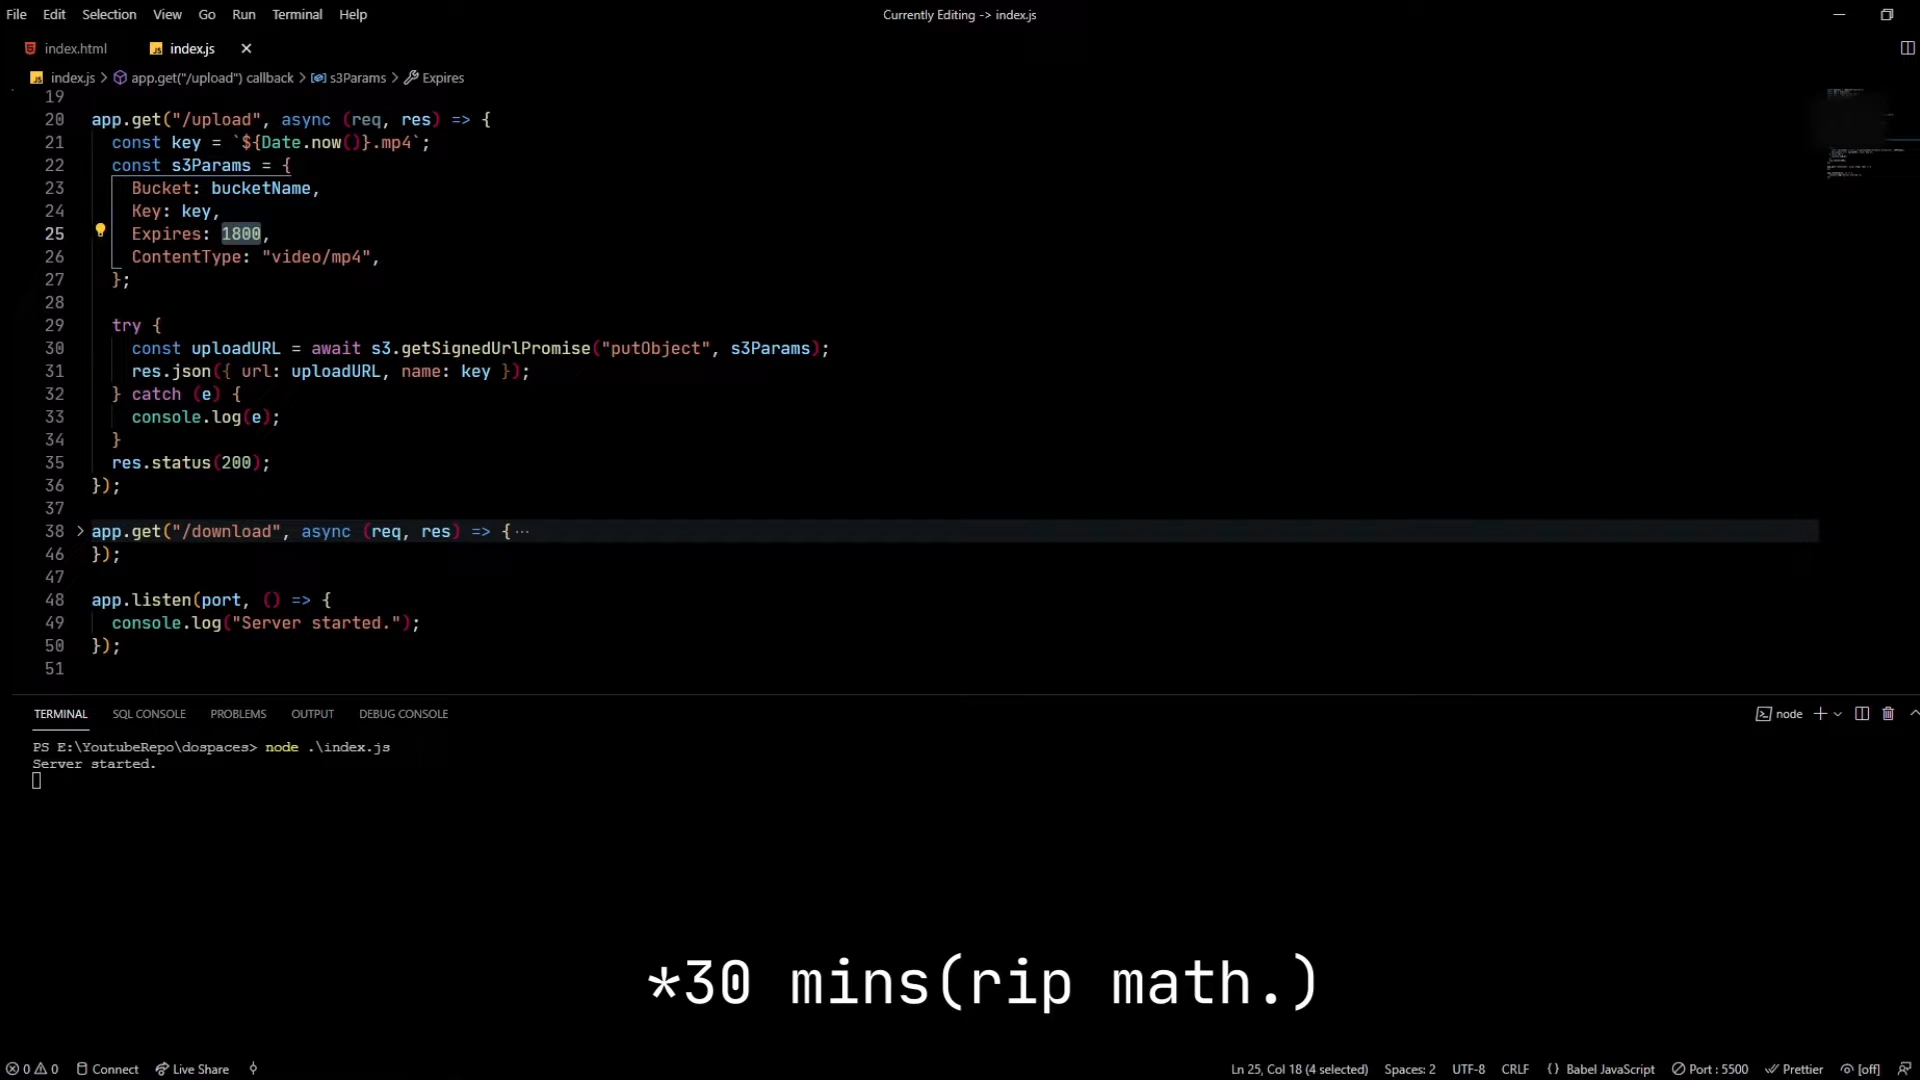 File Edit Selection View Go Run Terminal Help
Currently Editing -> index.js
index.html
index.js
index.js > app.get("/upload") callback > s3Params > Expires
19
20 app.get("/upload", async (req, res) => {
21 const key = `${Date.now()}.mp4`;
22 const s3Params = {
23 Bucket: bucketName,
24 Key: key,
25 Expires: 1800,
26 ContentType: "video/mp4",
27 };
28
29 try {
30 const uploadURL = await s3.getSignedUrlPromise("putObject", s3Params);
31 res.json({ url: uploadURL, name: key });
32 } catch (e) {
33 console.log(e);
34 }
35 res.status(200);
36 });
37
38 app.get("/download", async (req, res) => {···
46 });
47
48 app.listen(port, () => {
49 console.log("Server started.");
50 });
51
TERMINAL SQL CONSOLE PROBLEMS OUTPUT DEBUG CONSOLE
node
PS E:\YoutubeRepo\dospaces> node .\index.js
Server started.
*30 mins(rip math.)
0 0 Connect Live Share
Ln 25, Col 18 (4 selected) Spaces: 2 UTF-8 CRLF {} Babel JavaScript Port : 5500 Prettier [off]